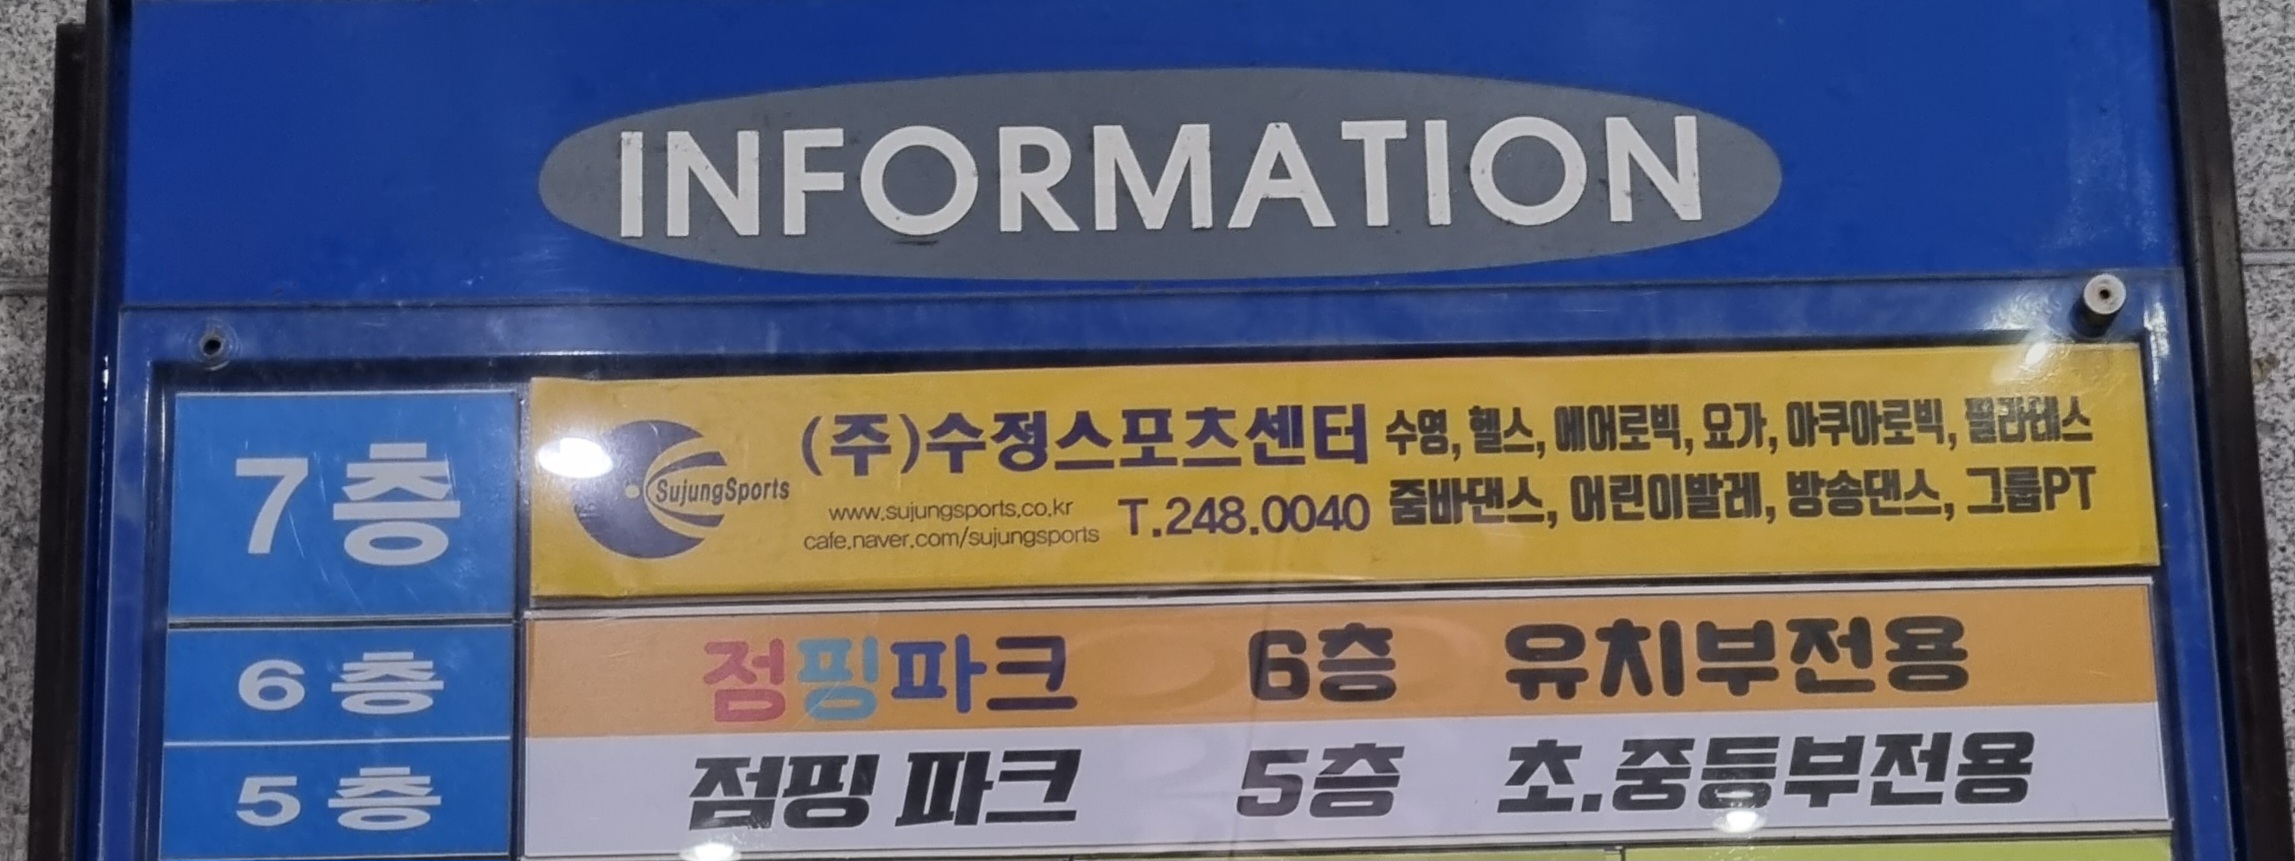 INFORMATION
7층
SujungSports
(주)수정스포츠센터
www.sujungsports.co.kr
cafe.naver.com/sujungsports
T.248.0040
수영, 헬스, 에어로빅, 요가, 아쿠아로빅, 필라테스
줌바댄스, 어린이발레, 방송댄스, 그룹PT
6층
점핑파크 6층 유치부전용
5층
점핑 파크 5층 초.중등부전용